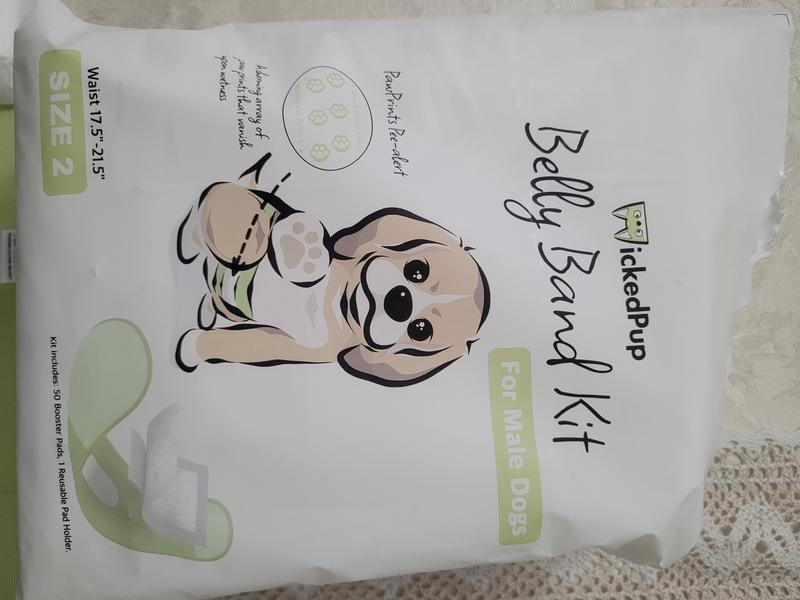 WickedPup
Belly Band Kit
For Male Dogs
PawPrints Pee-alert
Adorning array of
paw prints that vanish
upon wetness
Waist 17.5"-21.5"
SIZE 2
Kit includes: 50 Booster Pads, 1 Reusable Pad Holder.